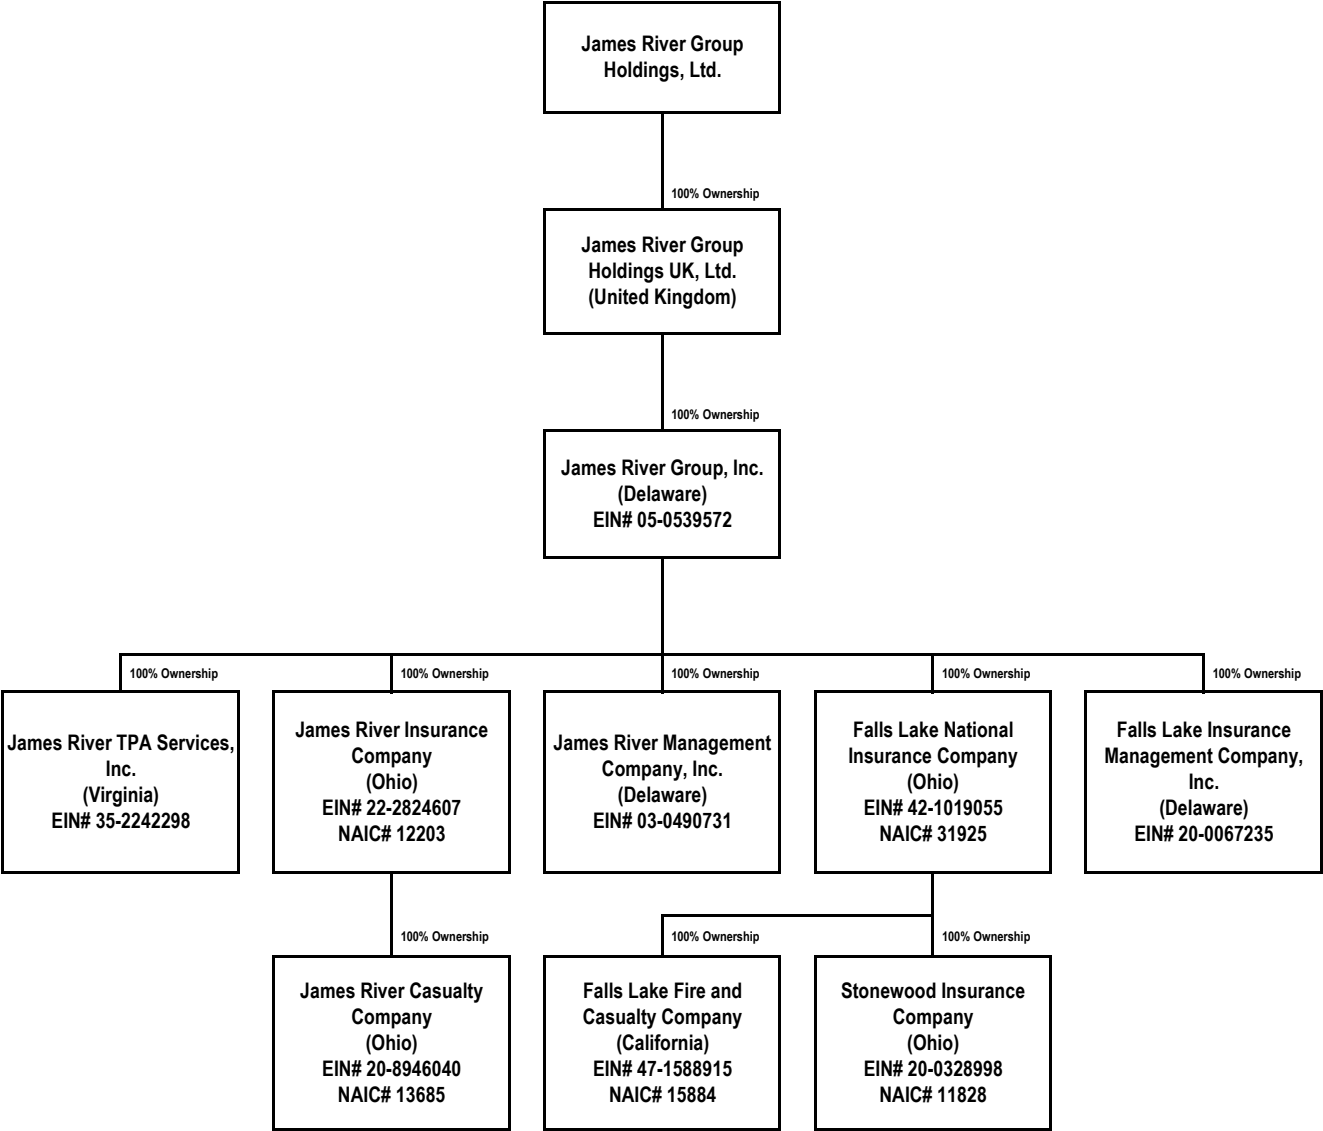 James River Group
Holdings, Ltd.
100% Ownership
James River Group
Holdings UK, Ltd.
(United Kingdom)
100% Ownership
James River Group, Inc.
(Delaware)
EIN# 05-0539572
100% Ownership
James River TPA Services,
Inc.
(Virginia)
EIN# 35-2242298
100% Ownership
James River Insurance
Company
(Ohio)
EIN# 22-2824607
NAIC# 12203
100% Ownership
James River Management
Company, Inc.
(Delaware)
EIN# 03-0490731
100% Ownership
Falls Lake National
Insurance Company
(Ohio)
EIN# 42-1019055
NAIC# 31925
100% Ownership
Falls Lake Insurance
Management Company,
Inc.
(Delaware)
EIN# 20-0067235
100% Ownership
James River Casualty
Company
(Ohio)
EIN# 20-8946040
NAIC# 13685
100% Ownership
Falls Lake Fire and
Casualty Company
(California)
EIN# 47-1588915
NAIC# 15884
100% Ownership
Stonewood Insurance
Company
(Ohio)
EIN# 20-0328998
NAIC# 11828